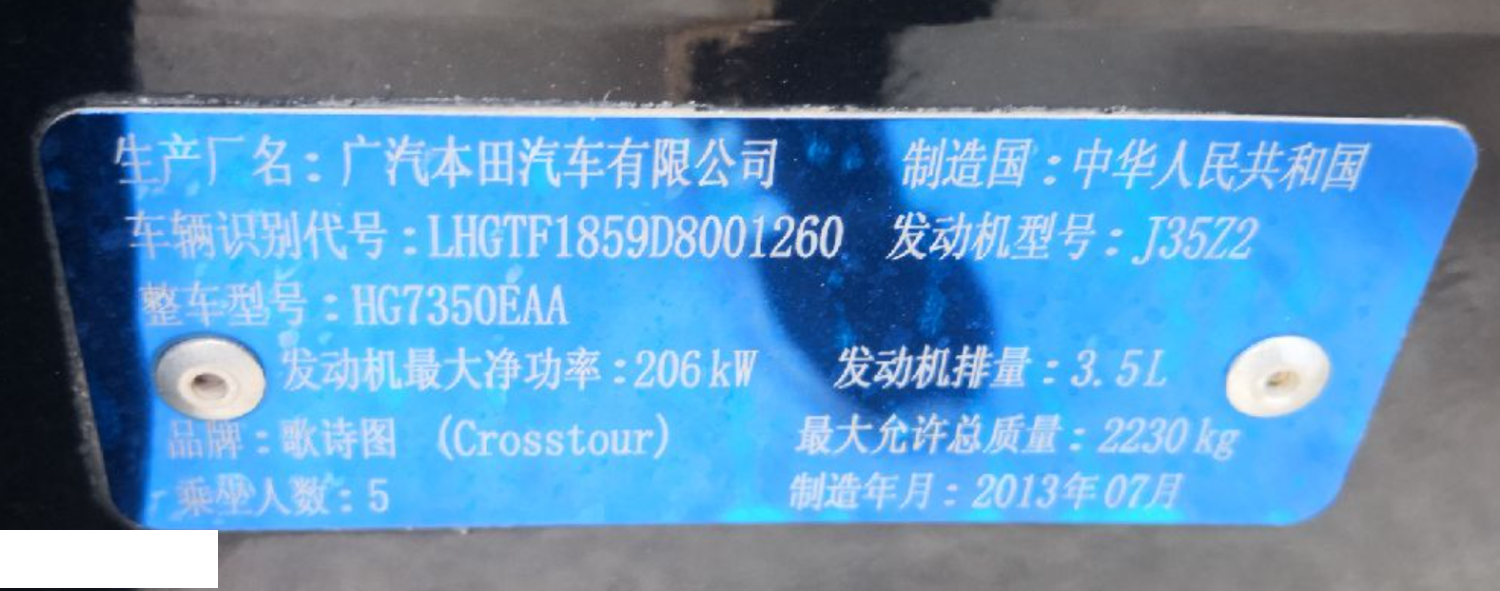 生产厂名：广汽本田汽车有限公司 制造国：中华人民共和国
车辆识别代号：LHGTF1859D8001260 发动机型号：J35Z2
整车型号：HG7350EAA
发动机最大净功率：206kW 发动机排量：3.5L
品牌：歌诗图 (Crosstour) 最大允许总质量：2230kg
乘坐人数：5 制造年月：2013年07月